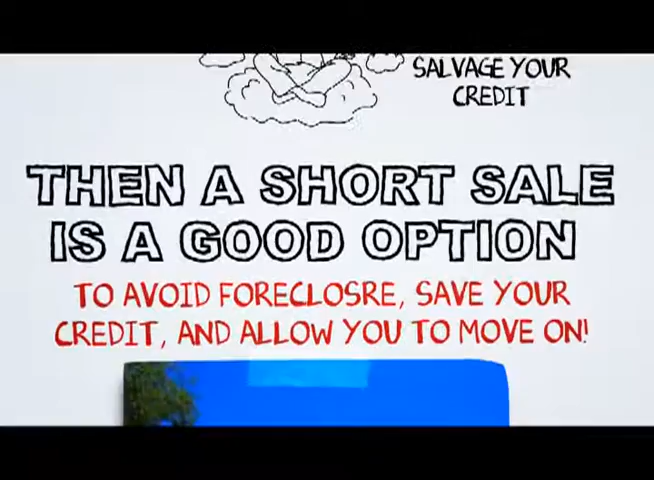 SALVAGE YOUR
CREDIT
THEN A SHORT SALE
IS A GOOD OPTION
TO AVOID FORECLOSRE, SAVE YOUR
CREDIT, AND ALLOW YOU TO MOVE ON!